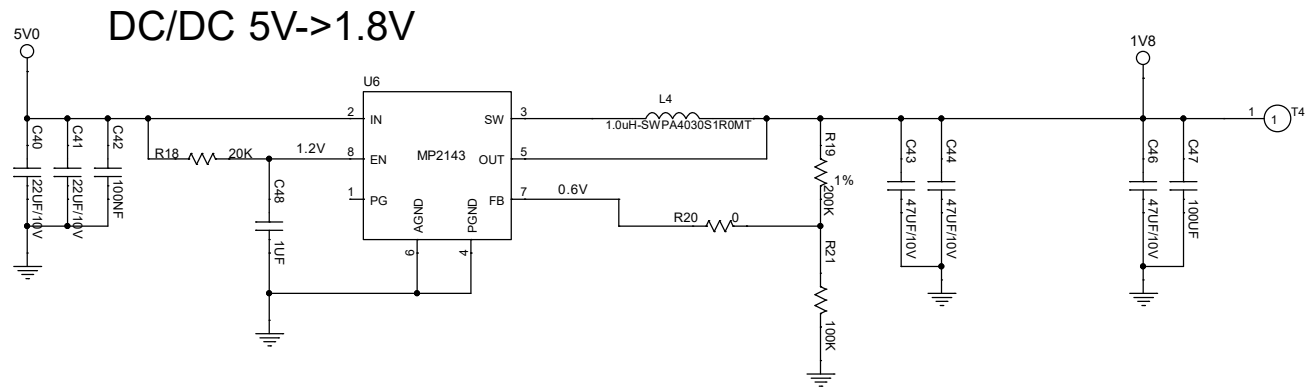 DC/DC 5V->1.8V
5V0
1V8
U6
L4
1.0uH-SWPA4030S1R0MT
2 IN
SW 3
1 1 T4
C40
22UF/10V
C41
22UF/10V
C42
100NF
R18 20K
1.2V
8 EN
MP2143
OUT 5
1 PG
FB 7
0.6V
AGND
6
PGND
4
C48
1UF
R20 0
R19
1%
200K
R21
100K
C43
47UF/10V
C44
47UF/10V
C46
47UF/10V
C47
100UF